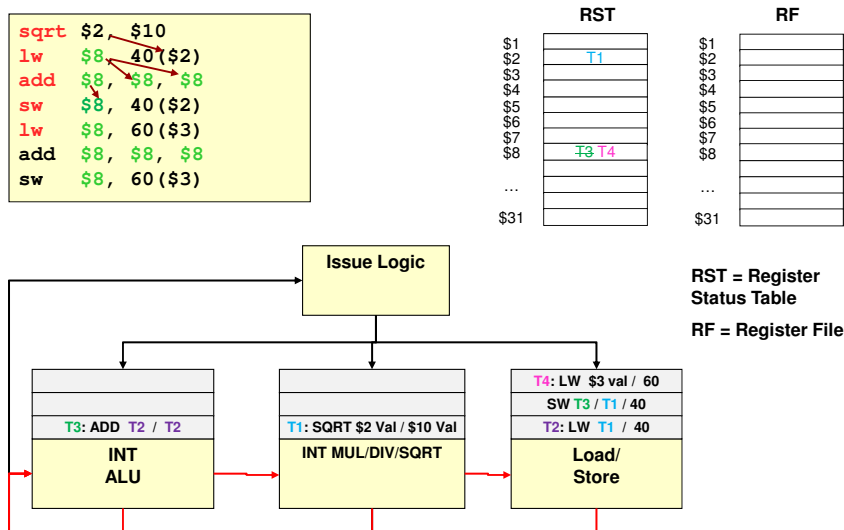 sqrt $2, $10
lw $8, 40($2)
add $8, $8, $8
sw $8, 40($2)
lw $8, 60($3)
add $8, $8, $8
sw $8, 60($3)
RST
$1
$2 T1
$3
$4
$5
$6
$7
$8 T3 T4
...
$31
RF
$1
$2
$3
$4
$5
$6
$7
$8
...
$31
RST = Register
Status Table
RF = Register File
Issue Logic
T3: ADD T2 / T2
INT
ALU
T1: SQRT $2 Val / $10 Val
INT MUL/DIV/SQRT
T4: LW $3 val / 60
SW T3 / T1 / 40
T2: LW T1 / 40
Load/
Store